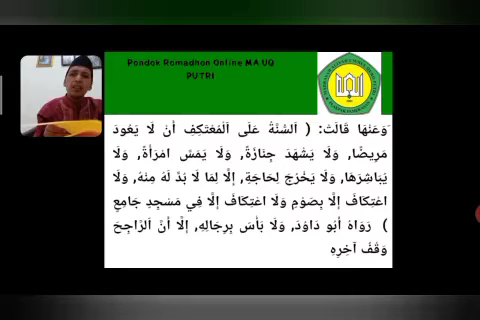 Pondok Romadhon Online MA UQ
PUTRI
وَعَنْهَا قَالَتْ: ( اَلسُّنَّةُ عَلَى اَلْمُعْتَكِفِ أَنْ لَا يَعُودَ
مَرِيضًا, وَلَا يَشْهَدَ جِنَازَةً, وَلَا يَمَسَّ امْرَأَةً, وَلَا
يُبَاشِرَهَا, وَلَا يَخْرُجَ لِحَاجَةٍ, إِلَّا لِمَا لَا بُدَّ لَهُ مِنْهُ, وَلَا
اعْتِكَافَ إِلَّا بِصَوْمٍ وَلَا اعْتِكَافَ إِلَّا فِي مَسْجِدٍ جَامِعٍ
) رَوَاهُ أَبُو دَاوُدَ, وَلَا بَأْسَ بِرِجَالِهِ, إِلَّا أَنَّ اَلرَّاجِحَ
وَقْفُ آخِرِهِ